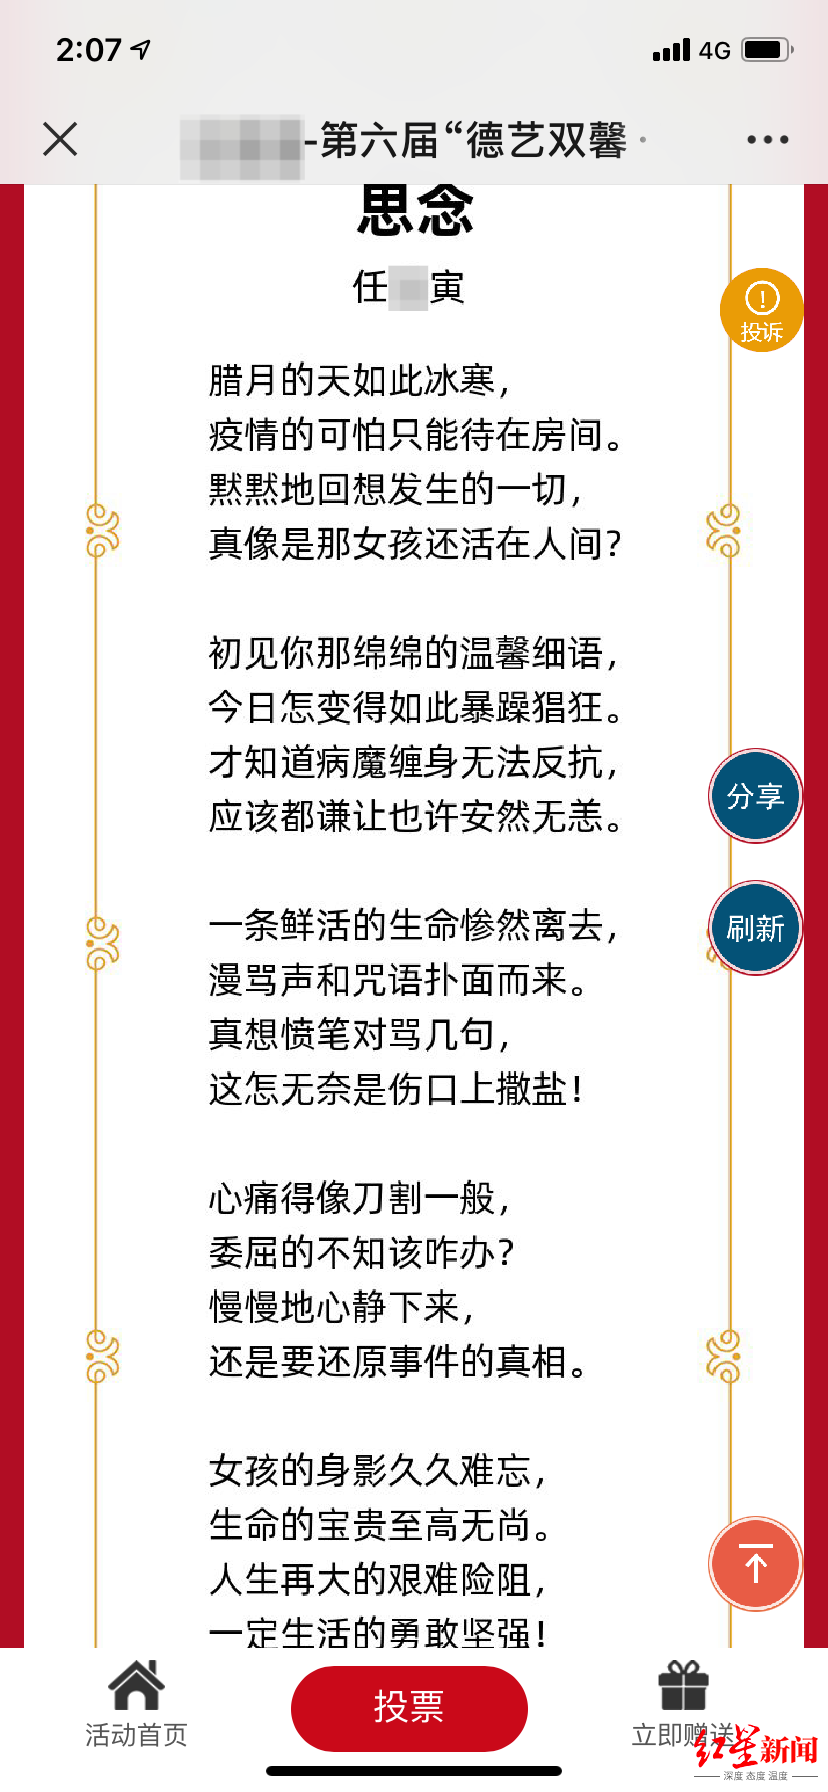 2:07
4G
-第六届“德艺双馨·
思念
任 寅
投诉
腊月的天如此冰寒，
疫情的可怕只能待在房间。
默默地回想发生的一切，
真像是那女孩还活在人间？
初见你那绵绵的温馨细语，
今日怎变得如此暴躁猖狂。
才知道病魔缠身无法反抗，
应该都谦让也许安然无恙。
分享
一条鲜活的生命惨然离去，
刷新
漫骂声和咒语扑面而来。
真想愤笔对骂几句，
这怎无奈是伤口上撒盐！
心痛得像刀割一般，
委屈的不知该咋办？
慢慢地心静下来，
还是要还原事件的真相。
女孩的身影久久难忘，
生命的宝贵至高无尚。
人生再大的艰难险阻，
一定生活的勇敢坚强！
活动首页
投票
立即赠送
红星新闻
深度 态度 温度